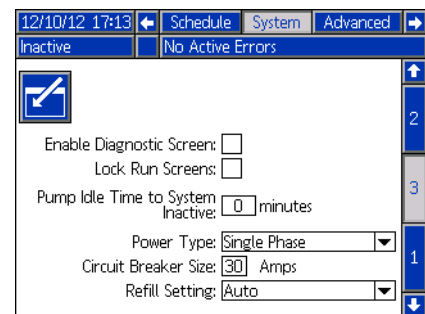 12/10/12 17:13 Schedule System Advanced
Inactive No Active Errors
2
Enable Diagnostic Screen:
Lock Run Screens:
3
Pump Idle Time to System
Inactive: 0 minutes
Power Type: Single Phase
1
Circuit Breaker Size: 30 Amps
Refill Setting: Auto